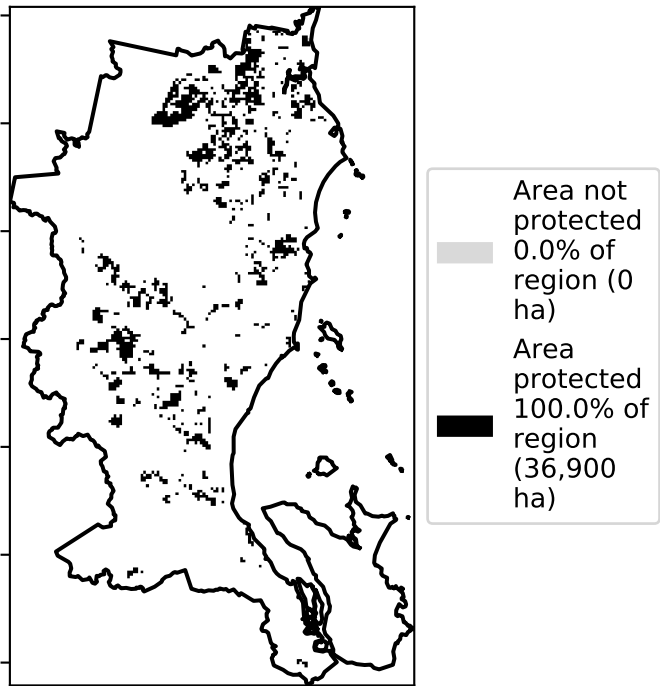 Area not
protected
0.0% of
region (0
ha)
Area
protected
100.0% of
region
(36,900
ha)